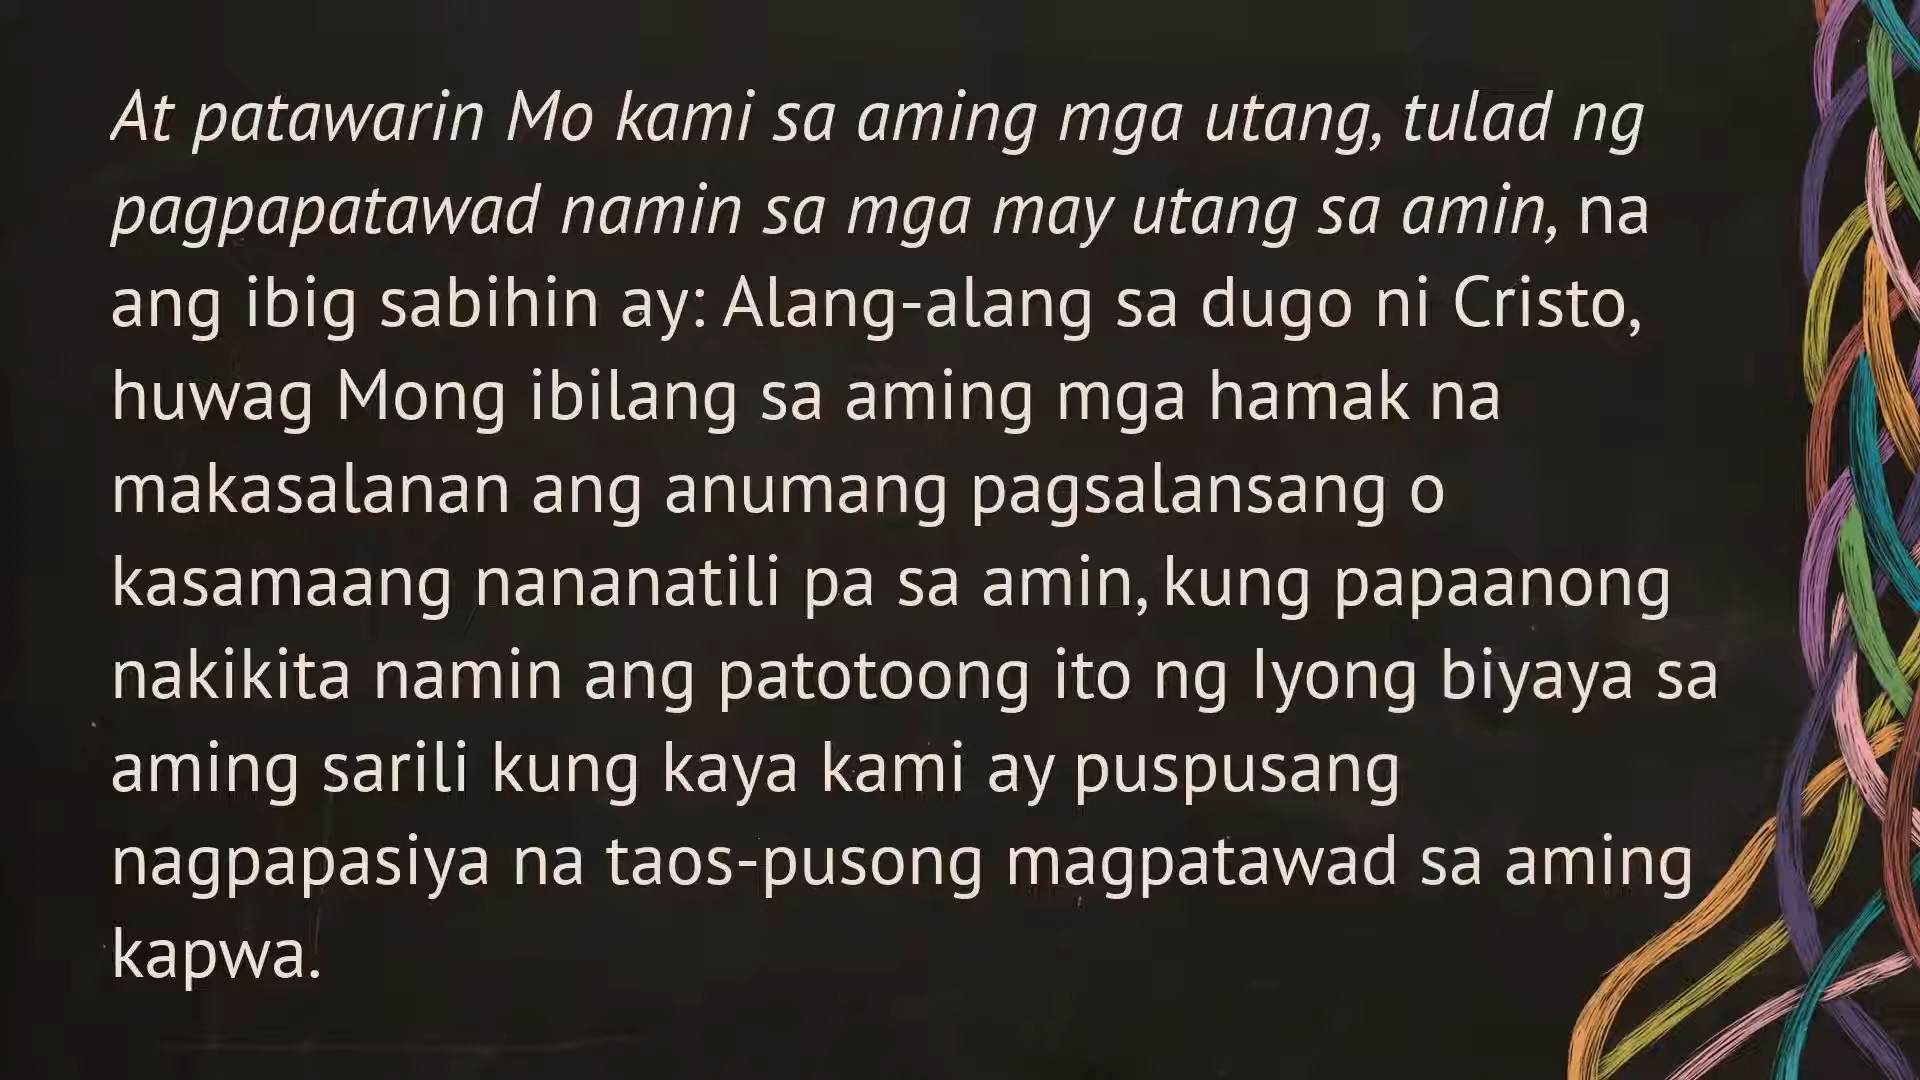 At patawarin Mo kami sa aming mga utang, tulad ng
pagpapatawad namin sa mga may utang sa amin, na
ang ibig sabihin ay: Alang-alang sa dugo ni Cristo,
huwag Mong ibilang sa aming mga hamak na
makasalanan ang anumang pagsalansang o
kasamaang nananatili pa sa amin, kung papaanong
nakikita namin ang patotoong ito ng Iyong biyaya sa
aming sarili kung kaya kami ay puspusang
nagpapasiya na taos-pusong magpatawad sa aming
kapwa.